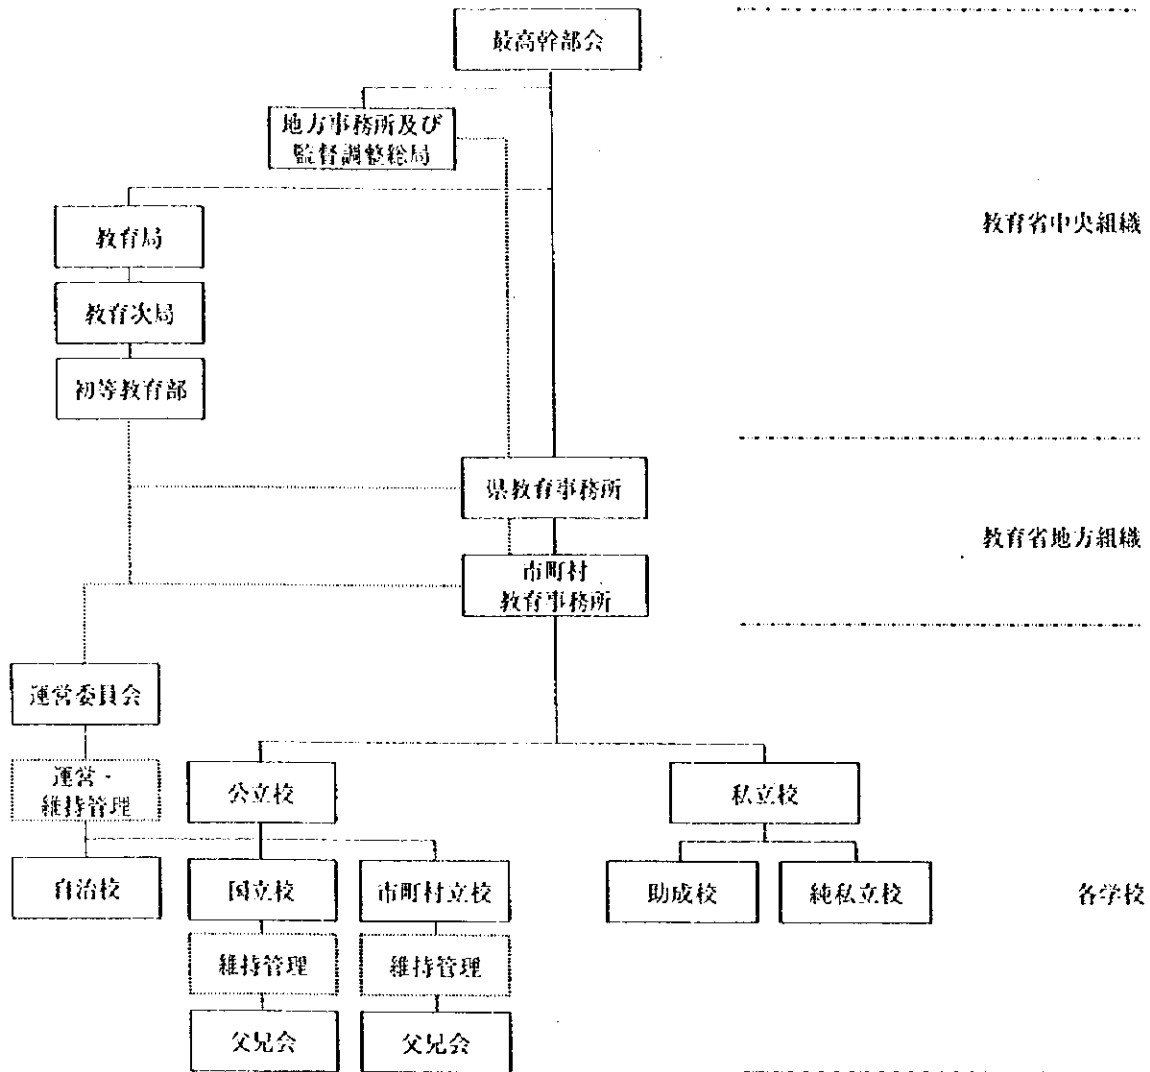 最高幹部会
地方事務所及び
監督調整総局
教育局
教育省中央組織
教育次局
初等教育部
県教育事務所
教育省地方組織
市町村
教育事務所
運営委員会
運営・
維持管理
公立校
私立校
自治校
国立校
市町村立校
助成校
純私立校
各学校
維持管理
維持管理
父兄会
父兄会